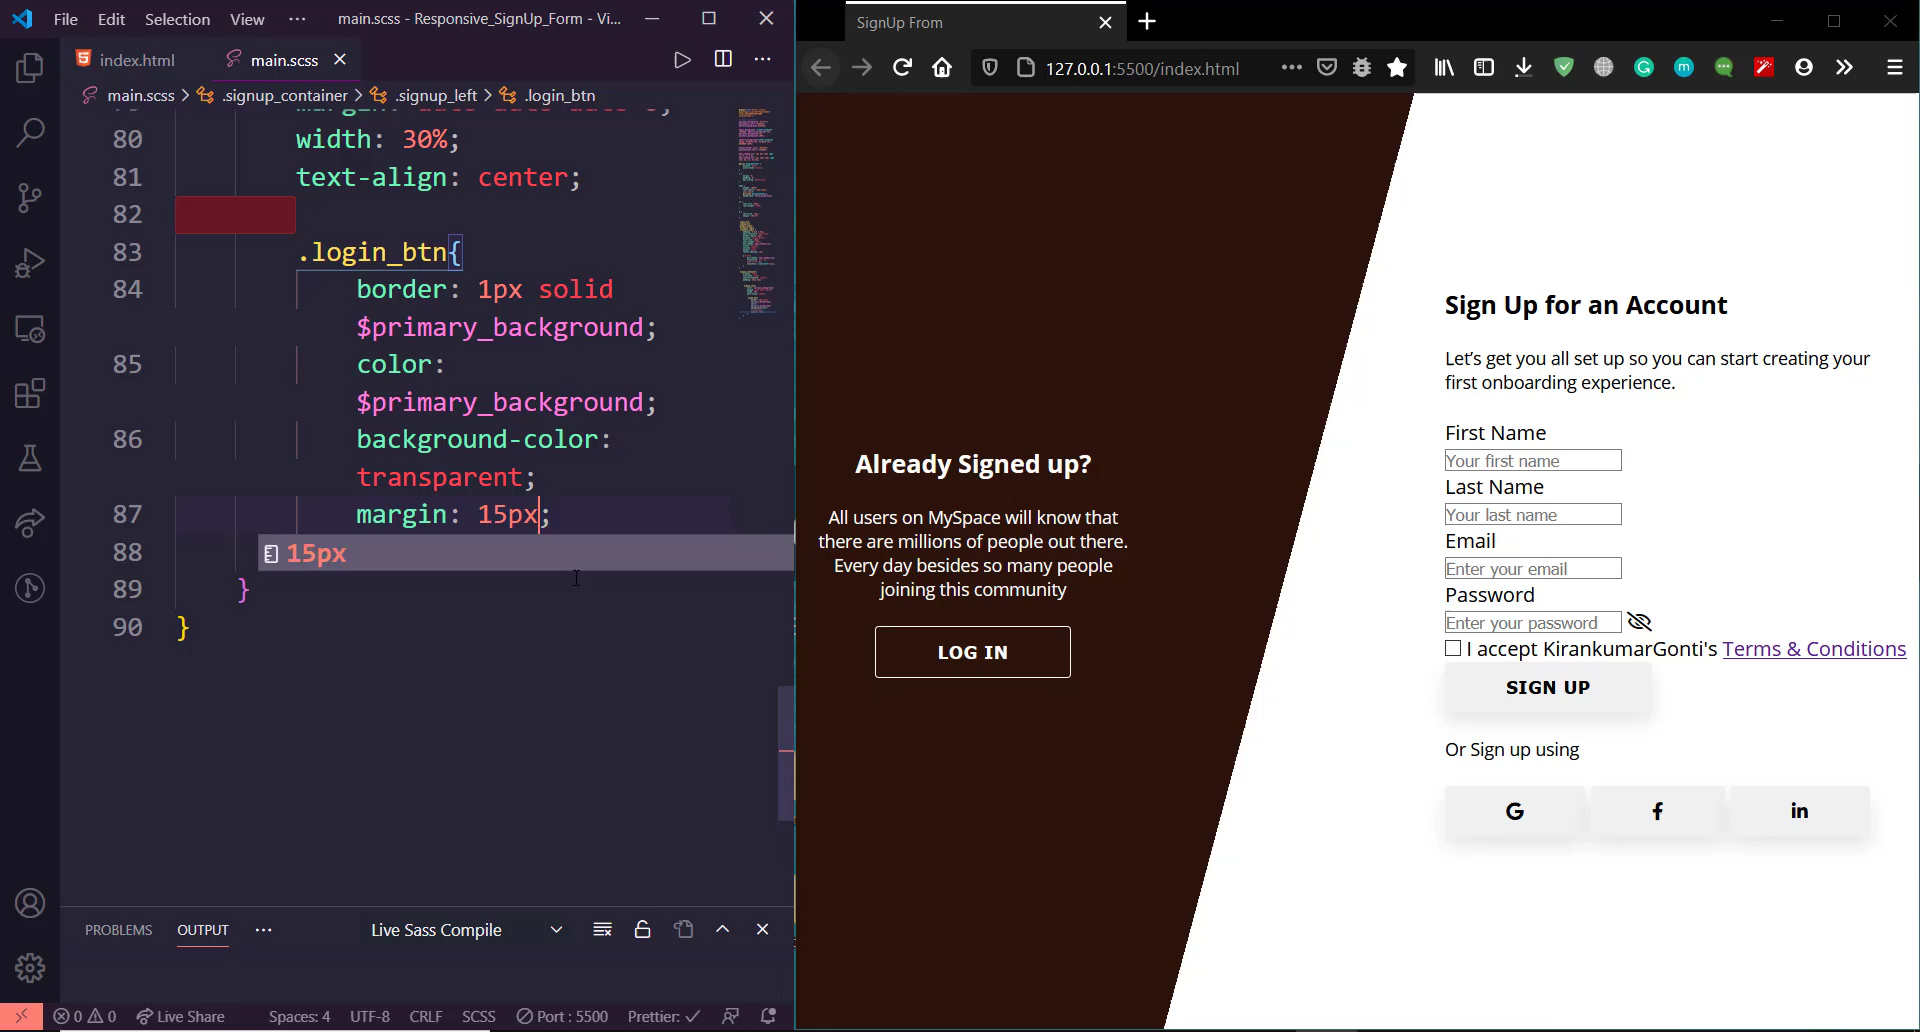 File Edit Selection View ··· main.scss - Responsive_SignUp_Form - Vi...
index.html main.scss
main.scss > .signup_container > .signup_left > .login_btn
80 width: 30%;
81 text-align: center;
82
83 .login_btn{
84 border: 1px solid
$primary_background;
85 color:
$primary_background;
86 background-color:
transparent;
87 margin: 15px;
88 15px
89 }
90 }
PROBLEMS OUTPUT ··· Live Sass Compile
0 0 Live Share Spaces: 4 UTF-8 CRLF SCSS Port : 5500 Prettier: ✓
SignUp From
127.0.0.1:5500/index.html
Already Signed up?
All users on MySpace will know that
there are millions of people out there.
Every day besides so many people
joining this community
LOG IN
Sign Up for an Account
Let's get you all set up so you can start creating your
first onboarding experience.
First Name
Your first name
Last Name
Your last name
Email
Enter your email
Password
Enter your password
I accept KirankumarGonti's Terms & Conditions
SIGN UP
Or Sign up using
G f in